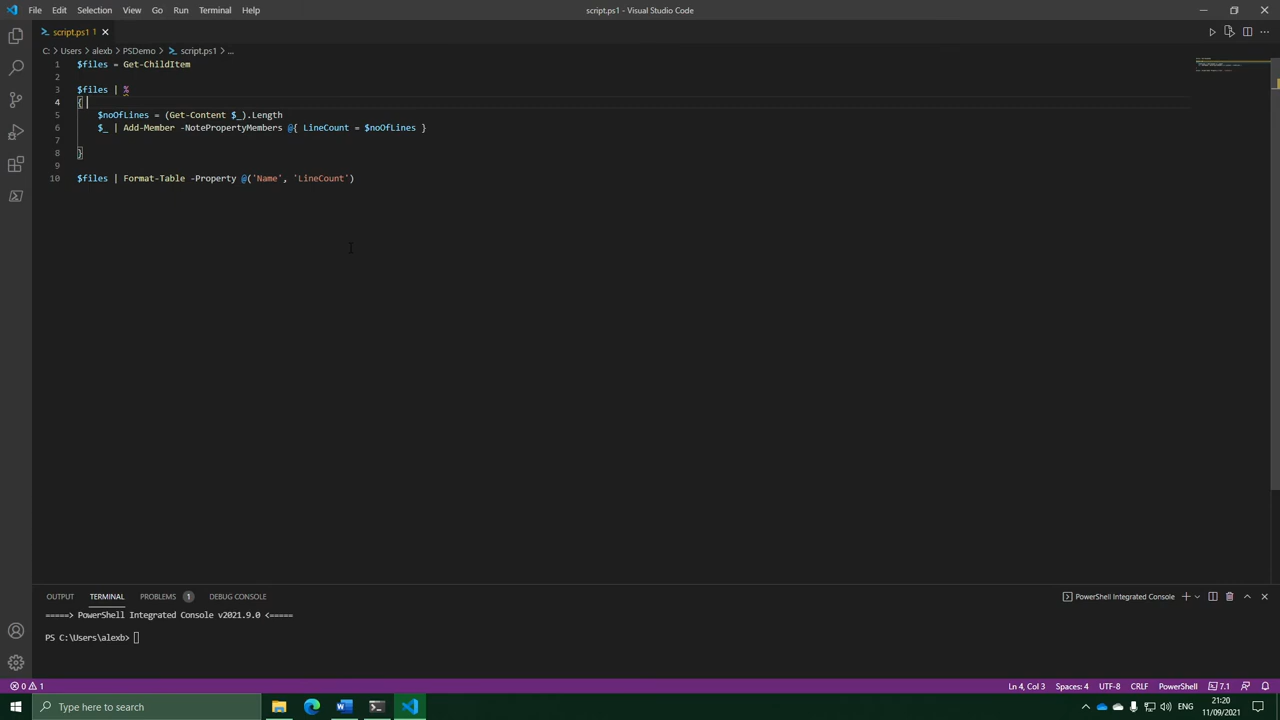 File Edit Selection View Go Run Terminal Help
script.ps1 - Visual Studio Code
script.ps1 1
C: > Users > alexb > PSDemo > script.ps1 > ...
1 $files = Get-ChildItem
2
3 $files | %
4 {
5 $noOfLines = (Get-Content $_).Length
6 $_ | Add-Member -NotePropertyMembers @{ LineCount = $noOfLines }
7
8 }
9
10 $files | Format-Table -Property @('Name', 'LineCount')
OUTPUT TERMINAL PROBLEMS 1 DEBUG CONSOLE
PowerShell Integrated Console
=====> PowerShell Integrated Console v2021.9.0 <=====
PS C:\Users\alexb>
0 1
Ln 4, Col 3 Spaces: 4 UTF-8 CRLF PowerShell 7.1
Type here to search
ENG
21:20
11/09/2021